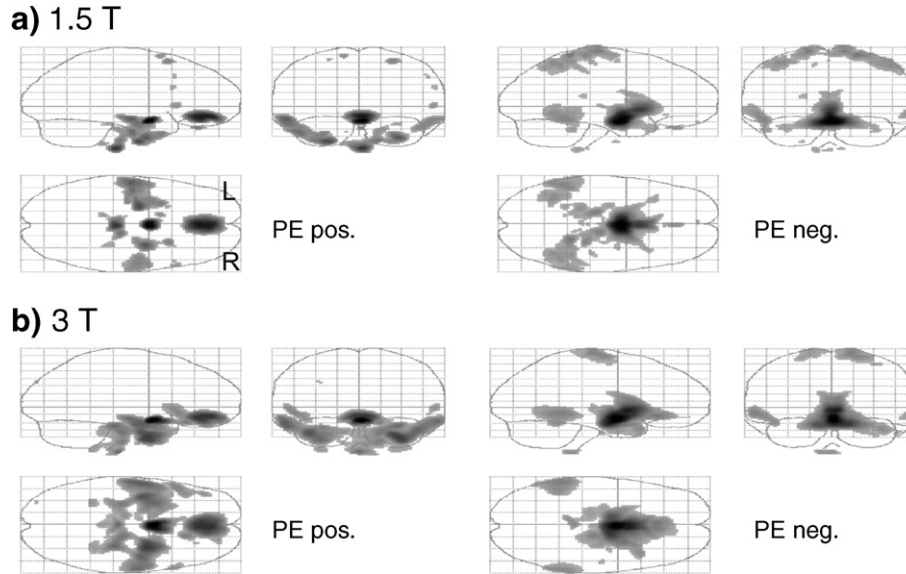 a) 1.5 T
L
R
PE pos.
PE neg.
b) 3 T
PE pos.
PE neg.